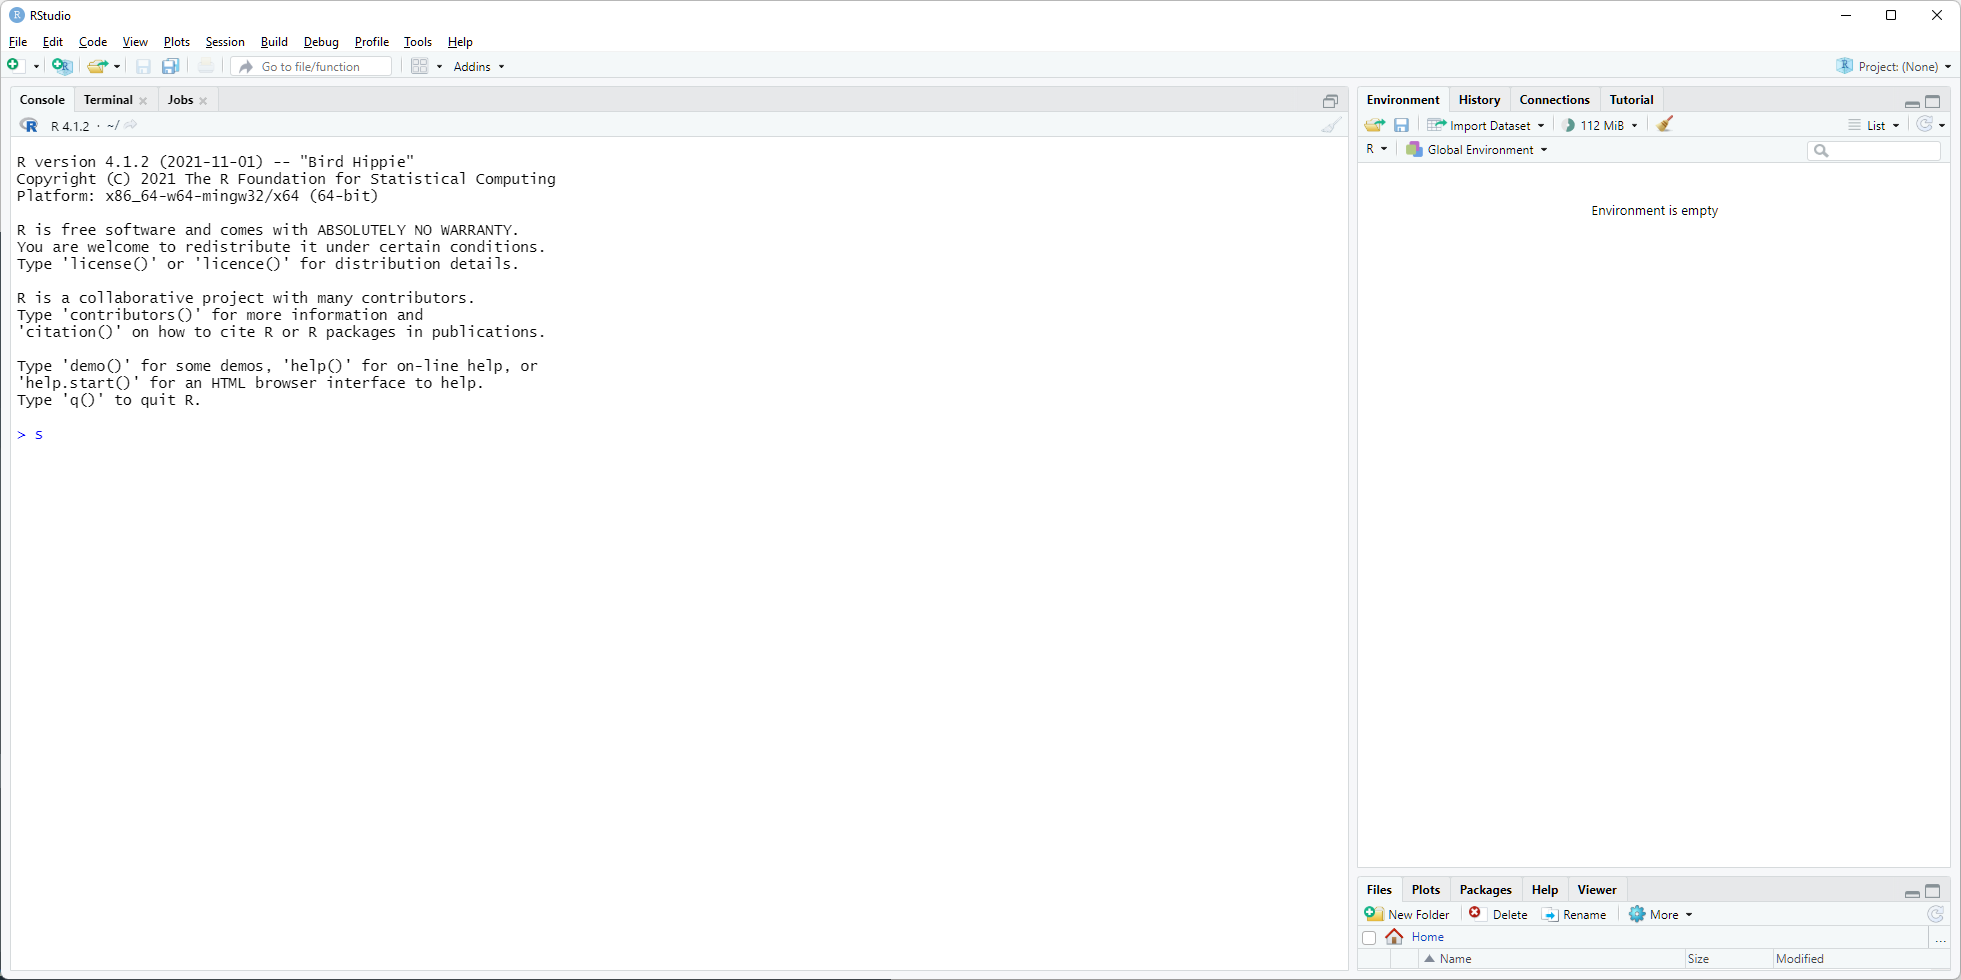 RStudio
File Edit Code View Plots Session Build Debug Profile Tools Help
Go to file/function Addins Project: (None)
Console Terminal Jobs
R 4.1.2 · ~/
R version 4.1.2 (2021-11-01) -- "Bird Hippie"
Copyright (C) 2021 The R Foundation for Statistical Computing
Platform: x86_64-w64-mingw32/x64 (64-bit)
R is free software and comes with ABSOLUTELY NO WARRANTY.
You are welcome to redistribute it under certain conditions.
Type 'license()' or 'licence()' for distribution details.
R is a collaborative project with many contributors.
Type 'contributors()' for more information and
'citation()' on how to cite R or R packages in publications.
Type 'demo()' for some demos, 'help()' for on-line help, or
'help.start()' for an HTML browser interface to help.
Type 'q()' to quit R.
> s
Environment History Connections Tutorial
Import Dataset 112 MiB List
R Global Environment
Environment is empty
Files Plots Packages Help Viewer
New Folder Delete Rename More
Home ...
Name Size Modified